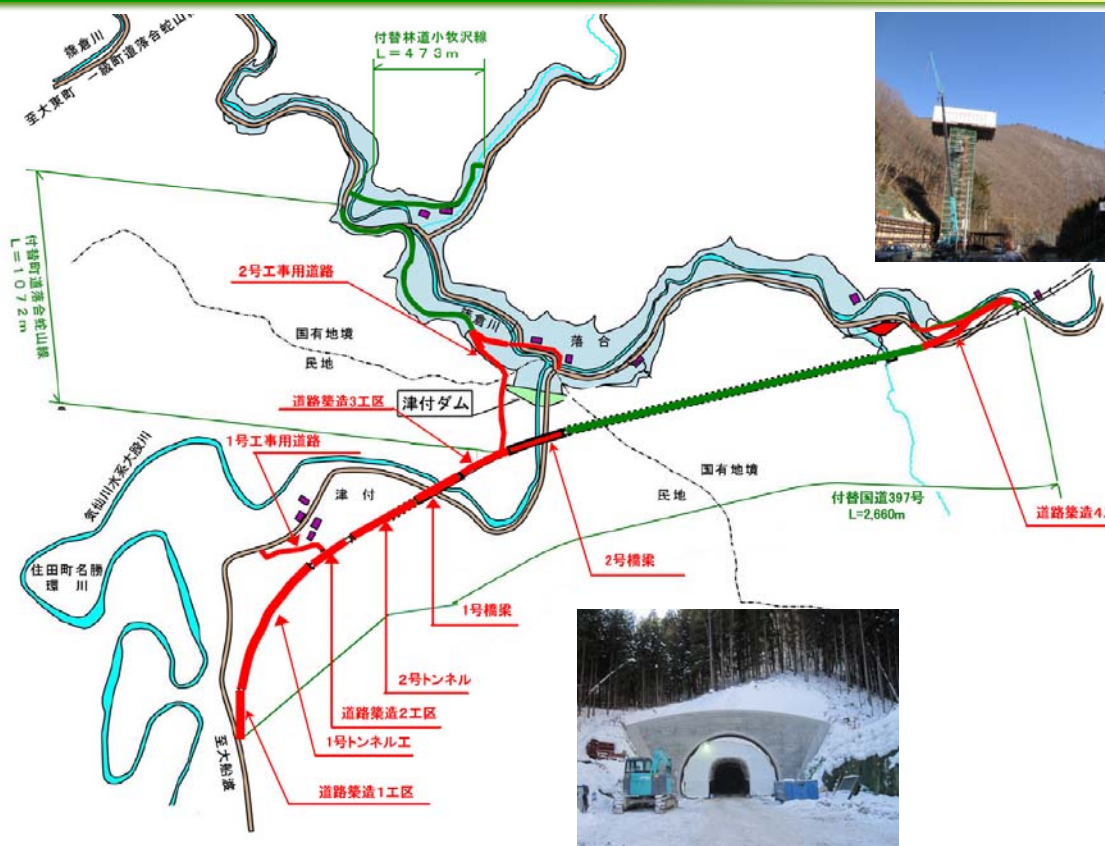 篠倉川
至大東町 一級町道落合蛇山線
付替林道小牧沢線
L=473m
付替町道落合蛇山線
L=1072m
2号工事用道路
国有地境
民地
篠倉川
落合
津付ダム
道路築造3工区
1号工事用道路
気仙川水系大股川
津付
国有地境
民地
付替国道397号
L=2,660m
道路築造4
住田町名勝
環川
2号橋梁
1号橋梁
2号トンネル
道路築造2工区
1号トンネル工
至大船渡
道路築造1工区